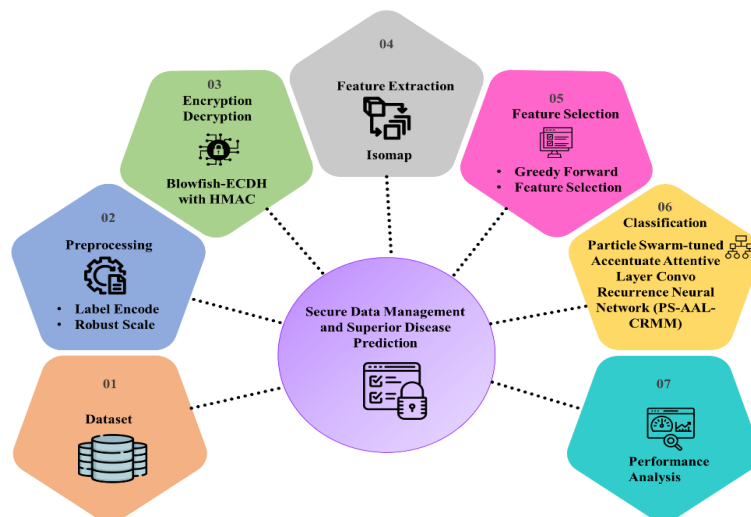 01
Dataset
02
Preprocessing
• Label Encode
• Robust Scale
03
Encryption
Decryption
Blowfish-ECDH
with HMAC
04
Feature Extraction
Isomap
05
Feature Selection
• Greedy Forward
• Feature Selection
06
Classification
Particle Swarm-tuned
Accentuate Attentive
Layer Convo
Recurrence Neural
Network (PS-AAL-
CRMM)
07
Performance
Analysis
Secure Data Management
and Superior Disease
Prediction